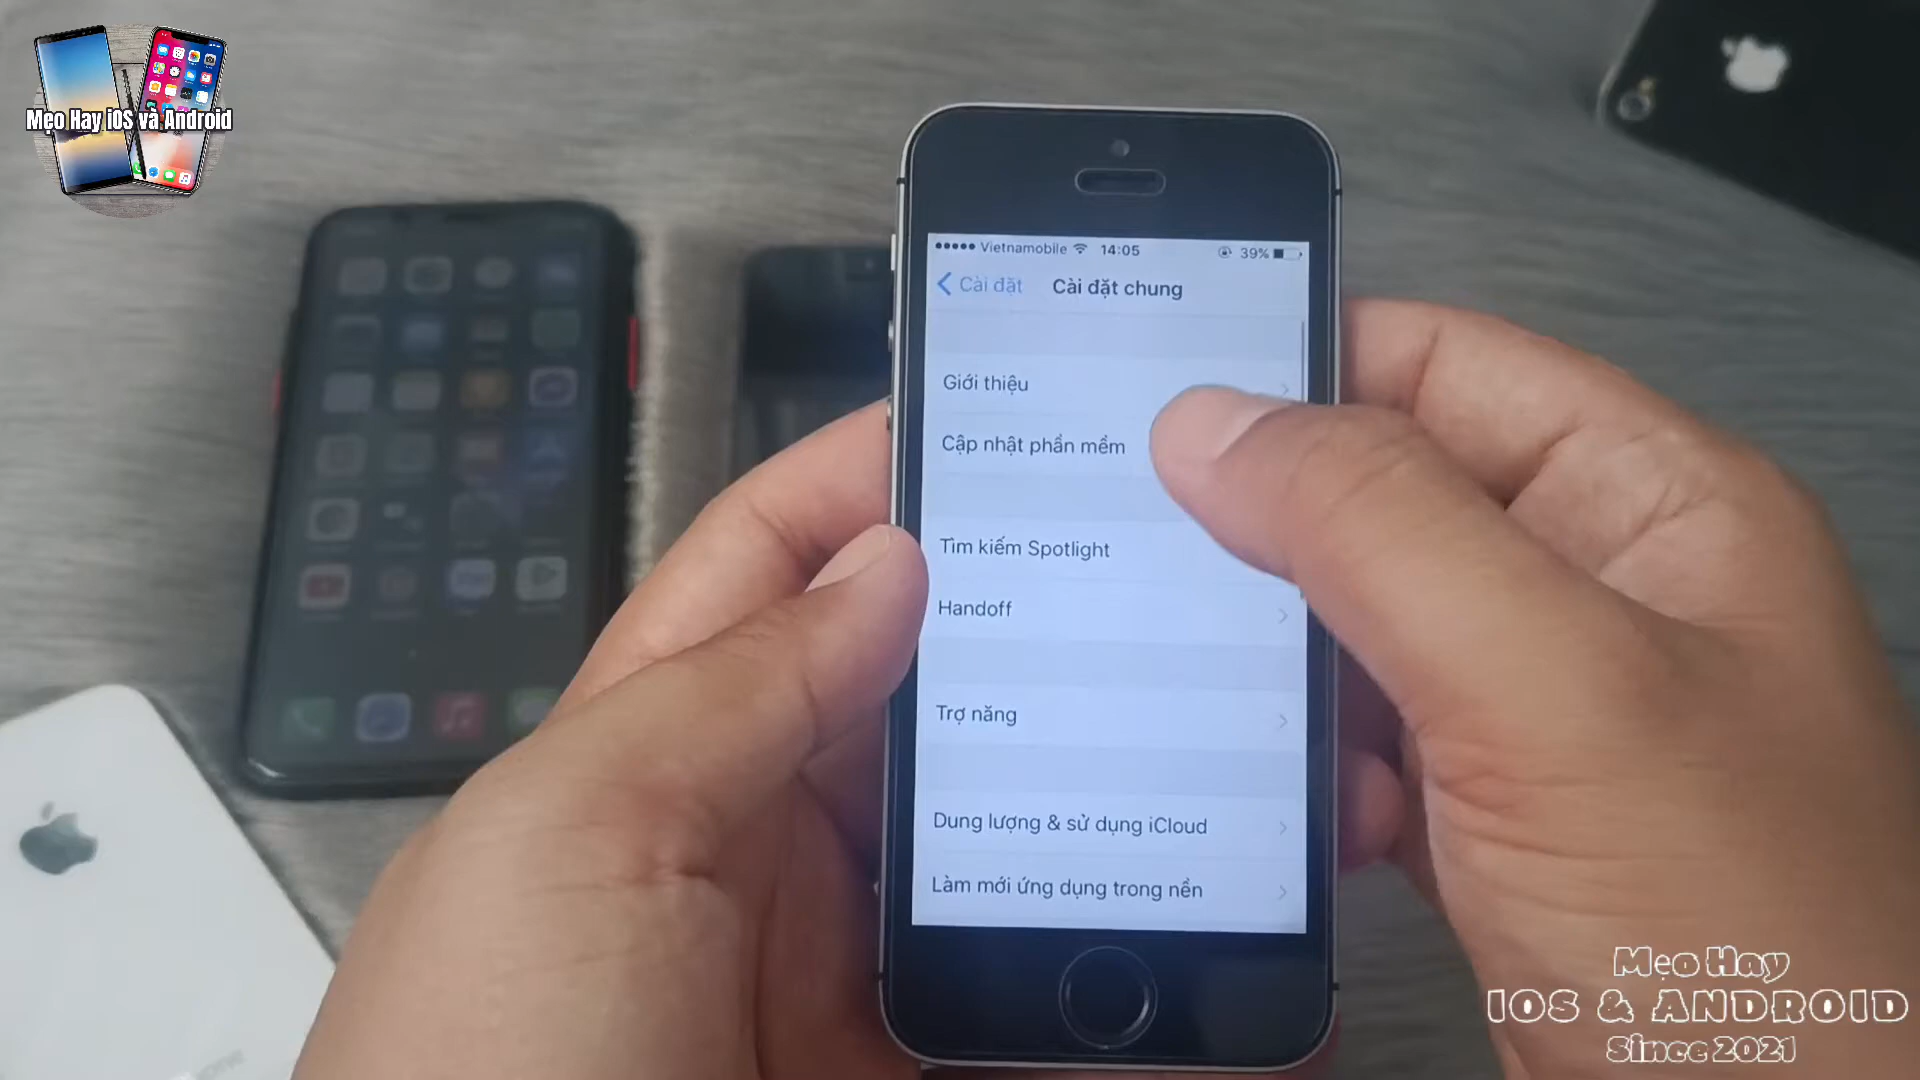 Mẹo Hay iOS và Android
Vietnamobile 14:05 39%
Cài đặt Cài đặt chung
Giới thiệu
Cập nhật phần mềm
Tìm kiếm Spotlight
Handoff
Trợ năng
Dung lượng & sử dụng iCloud
Làm mới ứng dụng trong nền
Mẹo Hay
IOS & ANDROID
Since 2021